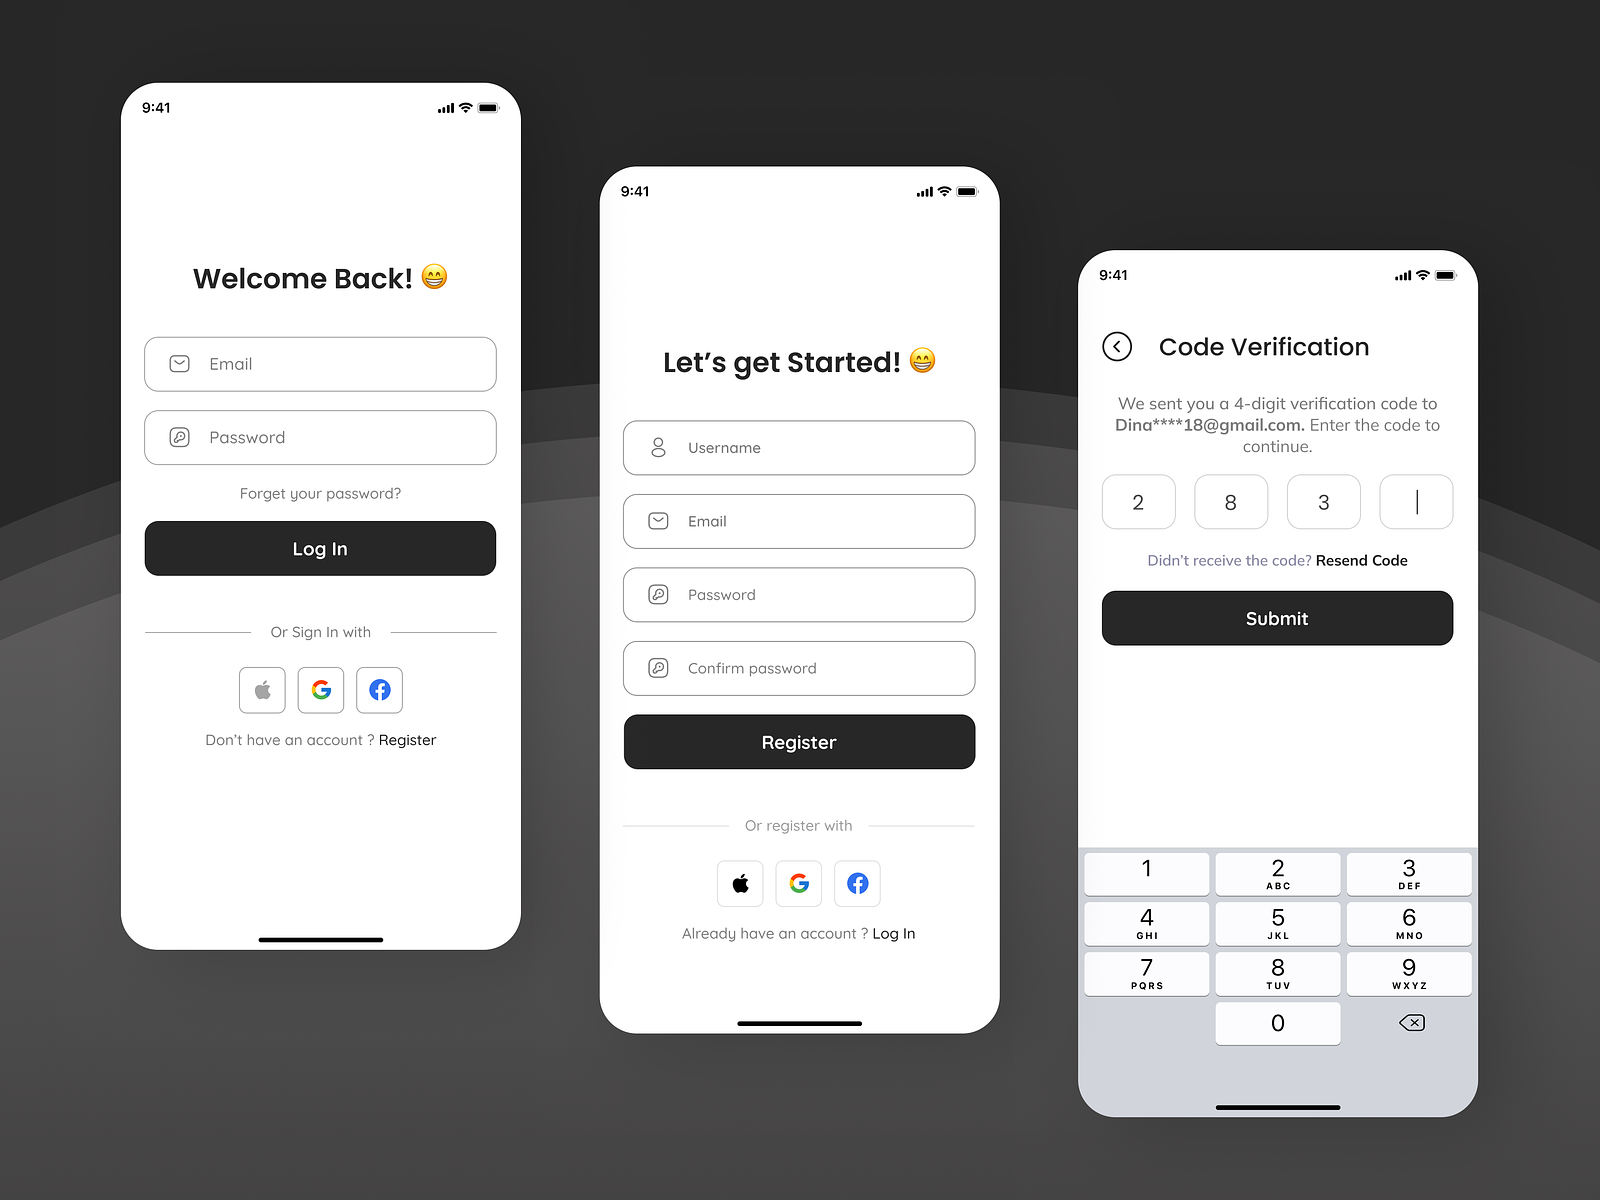 9:41
Welcome Back! 😁
Email
Password
Forget your password?
Log In
Or Sign In with
Don't have an account ? Register
9:41
Let's get Started! 😁
Username
Email
Password
Confirm password
Register
Or register with
Already have an account ? Log In
9:41
Code Verification
We sent you a 4-digit verification code to
Dina****18@gmail.com. Enter the code to
continue.
2 8 3
Didn't receive the code? Resend Code
Submit
1 2 3
ABC DEF
4 5 6
GHI JKL MNO
7 8 9
PQRS TUV WXYZ
0